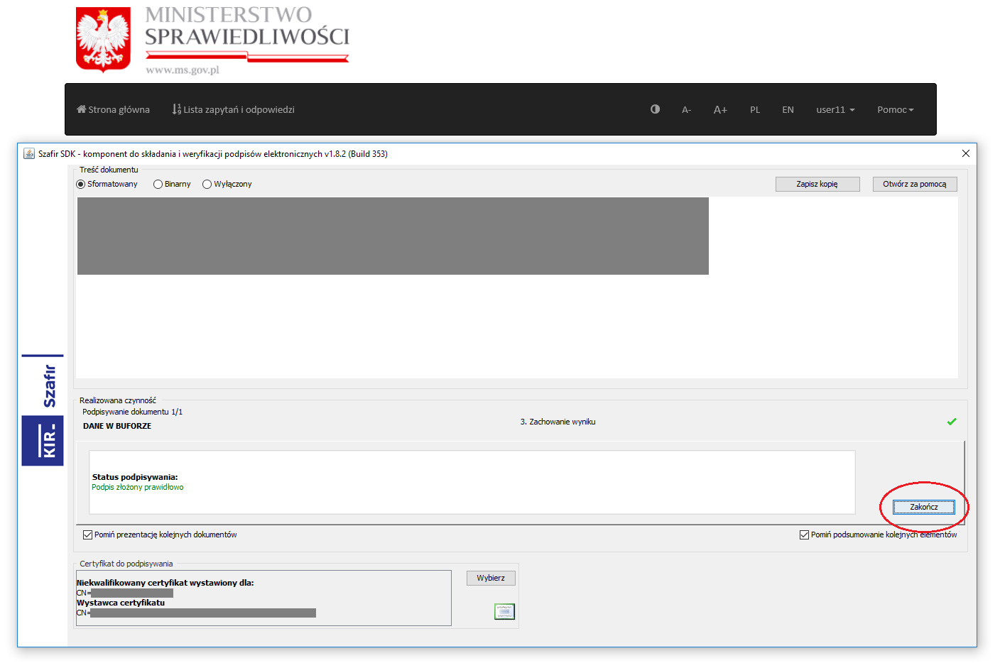 MINISTERSTWO
SPRAWIEDLIWOŚCI
www.ms.gov.pl
Strona główna
Lista zapytań i odpowiedzi
A-
A+
PL
EN
user11
Pomoc
Szafir SDK - komponent do składania i weryfikacji podpisów elektronicznych v1.8.2 (Build 353)
Treść dokumentu
Sformatowany
Binarny
Wyłączony
Zapisz kopię
Otwórz za pomocą
Szafir
KIR
Realizowana czynność
Podpisywanie dokumentu 1/1
DANE W BUFORZE
3. Zachowanie wyniku
Status podpisywania:
Podpis złożony prawidłowo
Zakończ
Pomiń prezentację kolejnych dokumentów
Pomiń podsumowanie kolejnych elementów
Certyfikat do podpisywania
Niekwalifikowany certyfikat wystawiony dla:
CN=
Wystawca certyfikatu
CN=
Wybierz